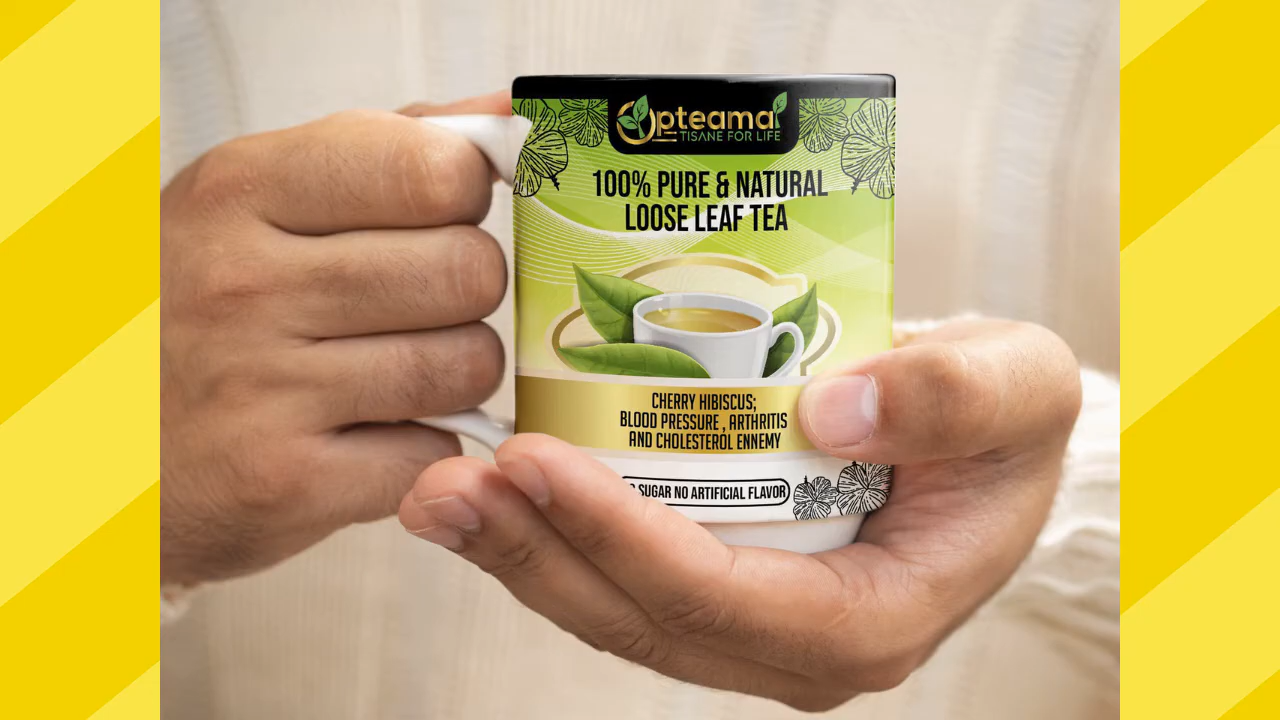 Opteama
TISANE FOR LIFE
100% PURE & NATURAL
LOOSE LEAF TEA
CHERRY HIBISCUS;
BLOOD PRESSURE , ARTHRITIS
AND CHOLESTEROL ENNEMY
SUGAR NO ARTIFICIAL FLAVOR